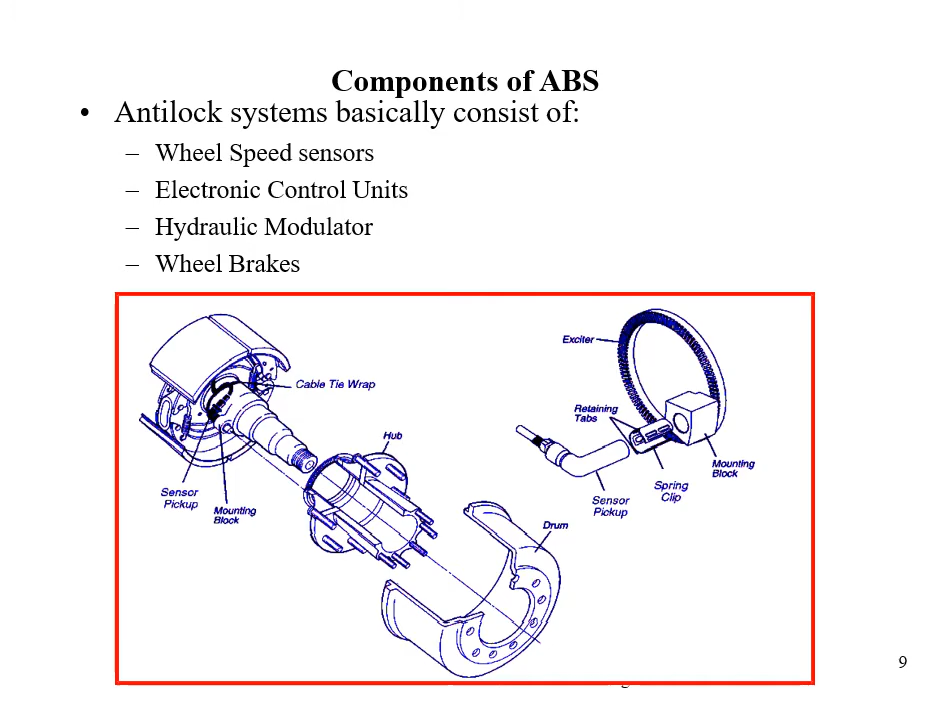 Components of ABS
• Antilock systems basically consist of:
– Wheel Speed sensors
– Electronic Control Units
– Hydraulic Modulator
– Wheel Brakes
Exciter
Cable Tie Wrap
Retaining
Tabs
Hub
Mounting
Block
Sensor
Pickup
Mounting
Block
Spring
Clip
Sensor
Pickup
Drum
9